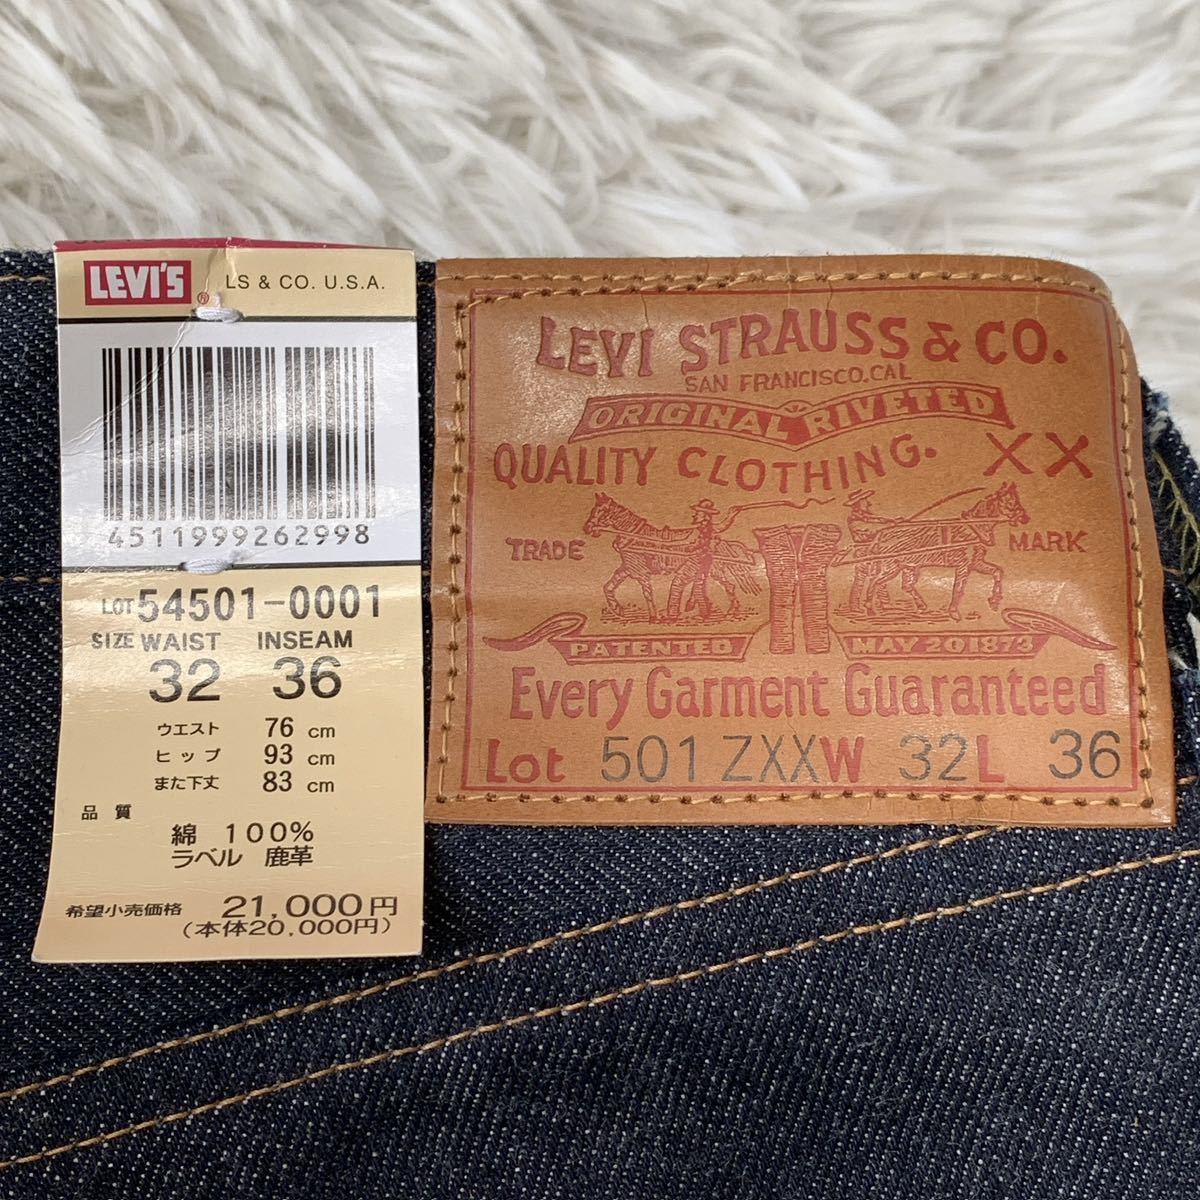 LEVI'S ® LS & CO. U.S.A.
4511999262998
LOT 54501-0001
SIZE WAIST INSEAM
32 36
ウエスト 76 cm
ヒップ 93 cm
また下丈 83 cm
品質
綿 100%
ラベル 鹿革
希望小売価格 21,000円
(本体20,000円)
LEVI STRAUSS & CO.
SAN FRANCISCO, CAL
ORIGINAL RIVETED
QUALITY CLOTHING. XX
TRADE MARK
PATENTED MAY 20 1873
Every Garment Guaranteed
Lot 501ZXX W 32 L 36